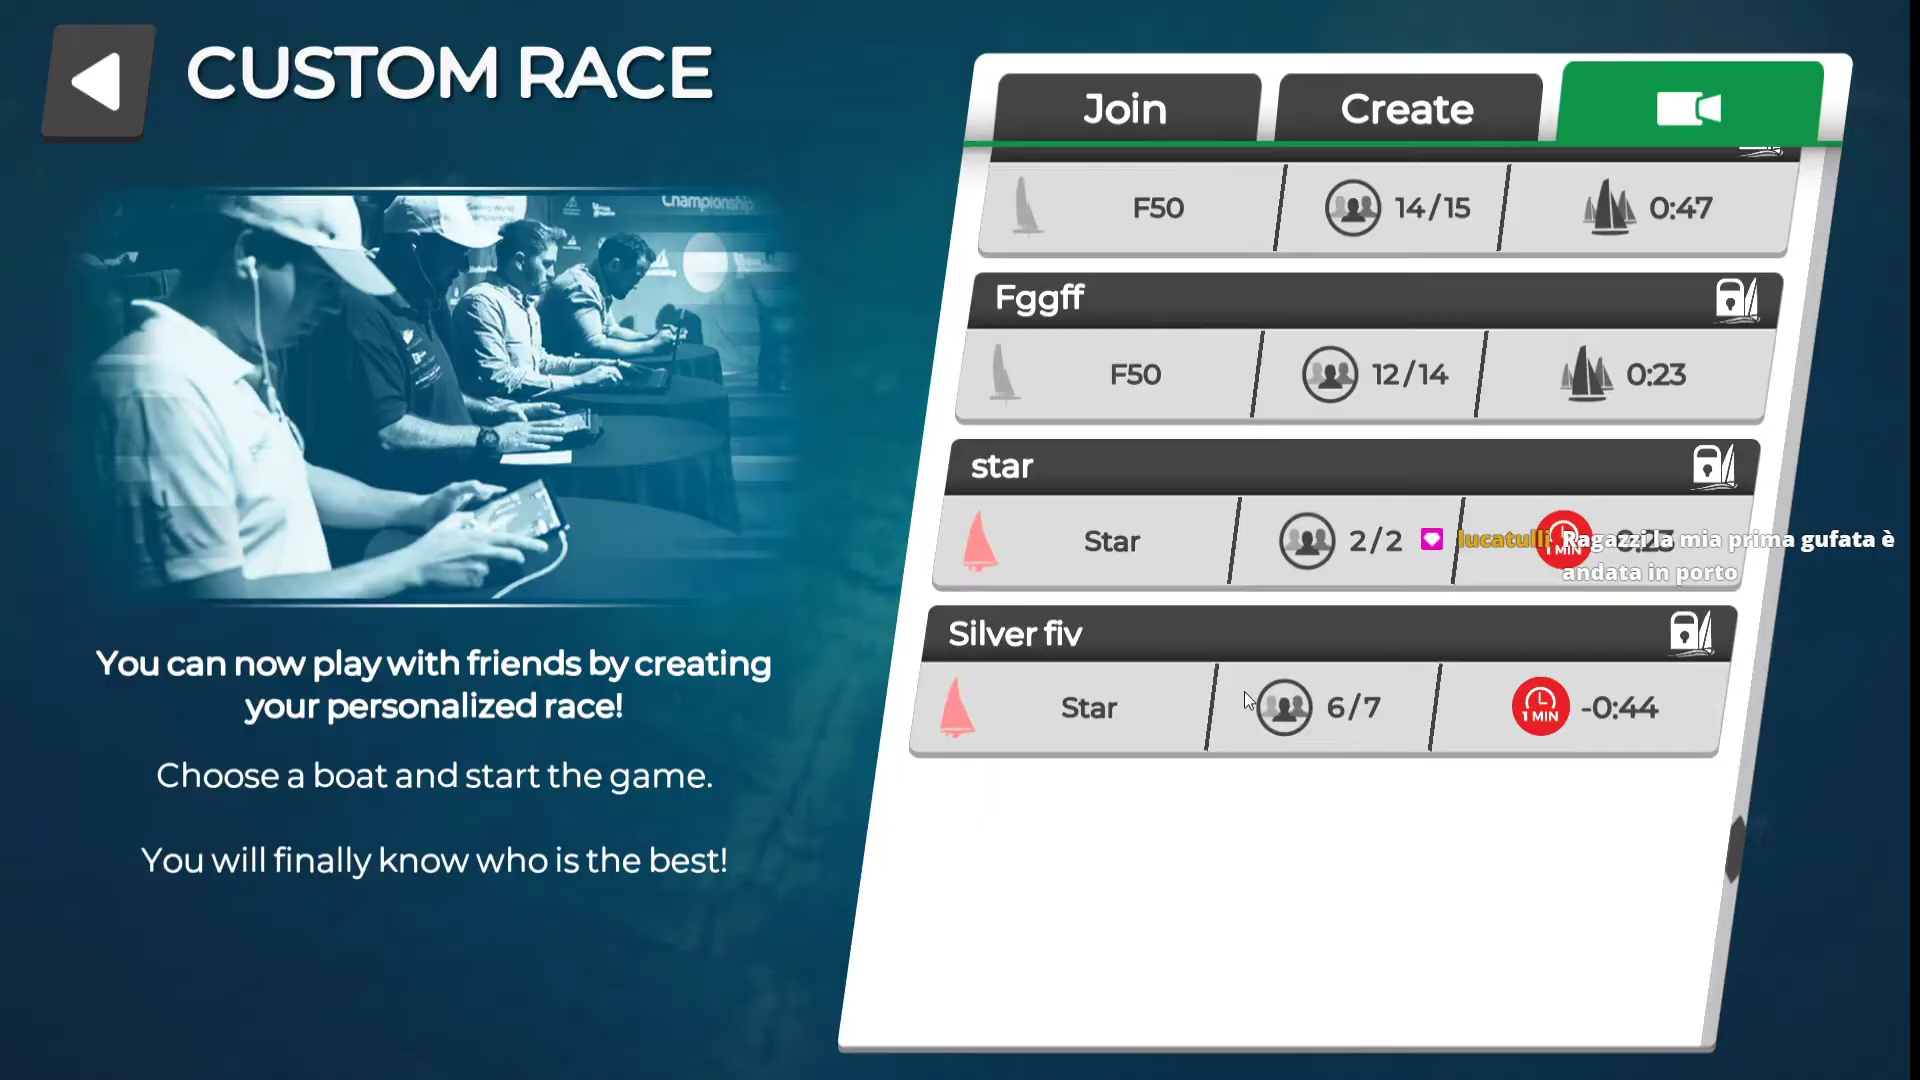 CUSTOM RACE
Join
Create
Championship
F50
14/15
0:47
Fggff
F50
12/14
0:23
star
Star
2/2
1 MIN
lucatulli Ragazzi la mia prima gufata è
andata in porto
Silver fiv
Star
6/7
1 MIN
-0:44
You can now play with friends by creating
your personalized race!
Choose a boat and start the game.
You will finally know who is the best!